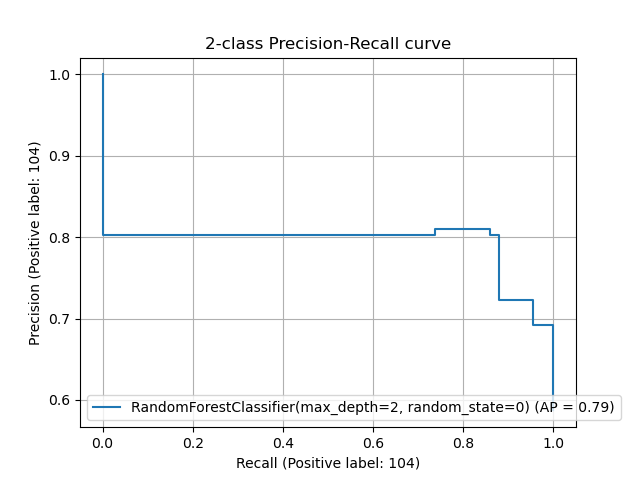 2-class Precision-Recall curve
1.0
0.9
0.8
0.7
0.6
Precision (Positive label: 104)
RandomForestClassifier(max_depth=2, random_state=0) (AP = 0.79)
0.0 0.2 0.4 0.6 0.8 1.0
Recall (Positive label: 104)